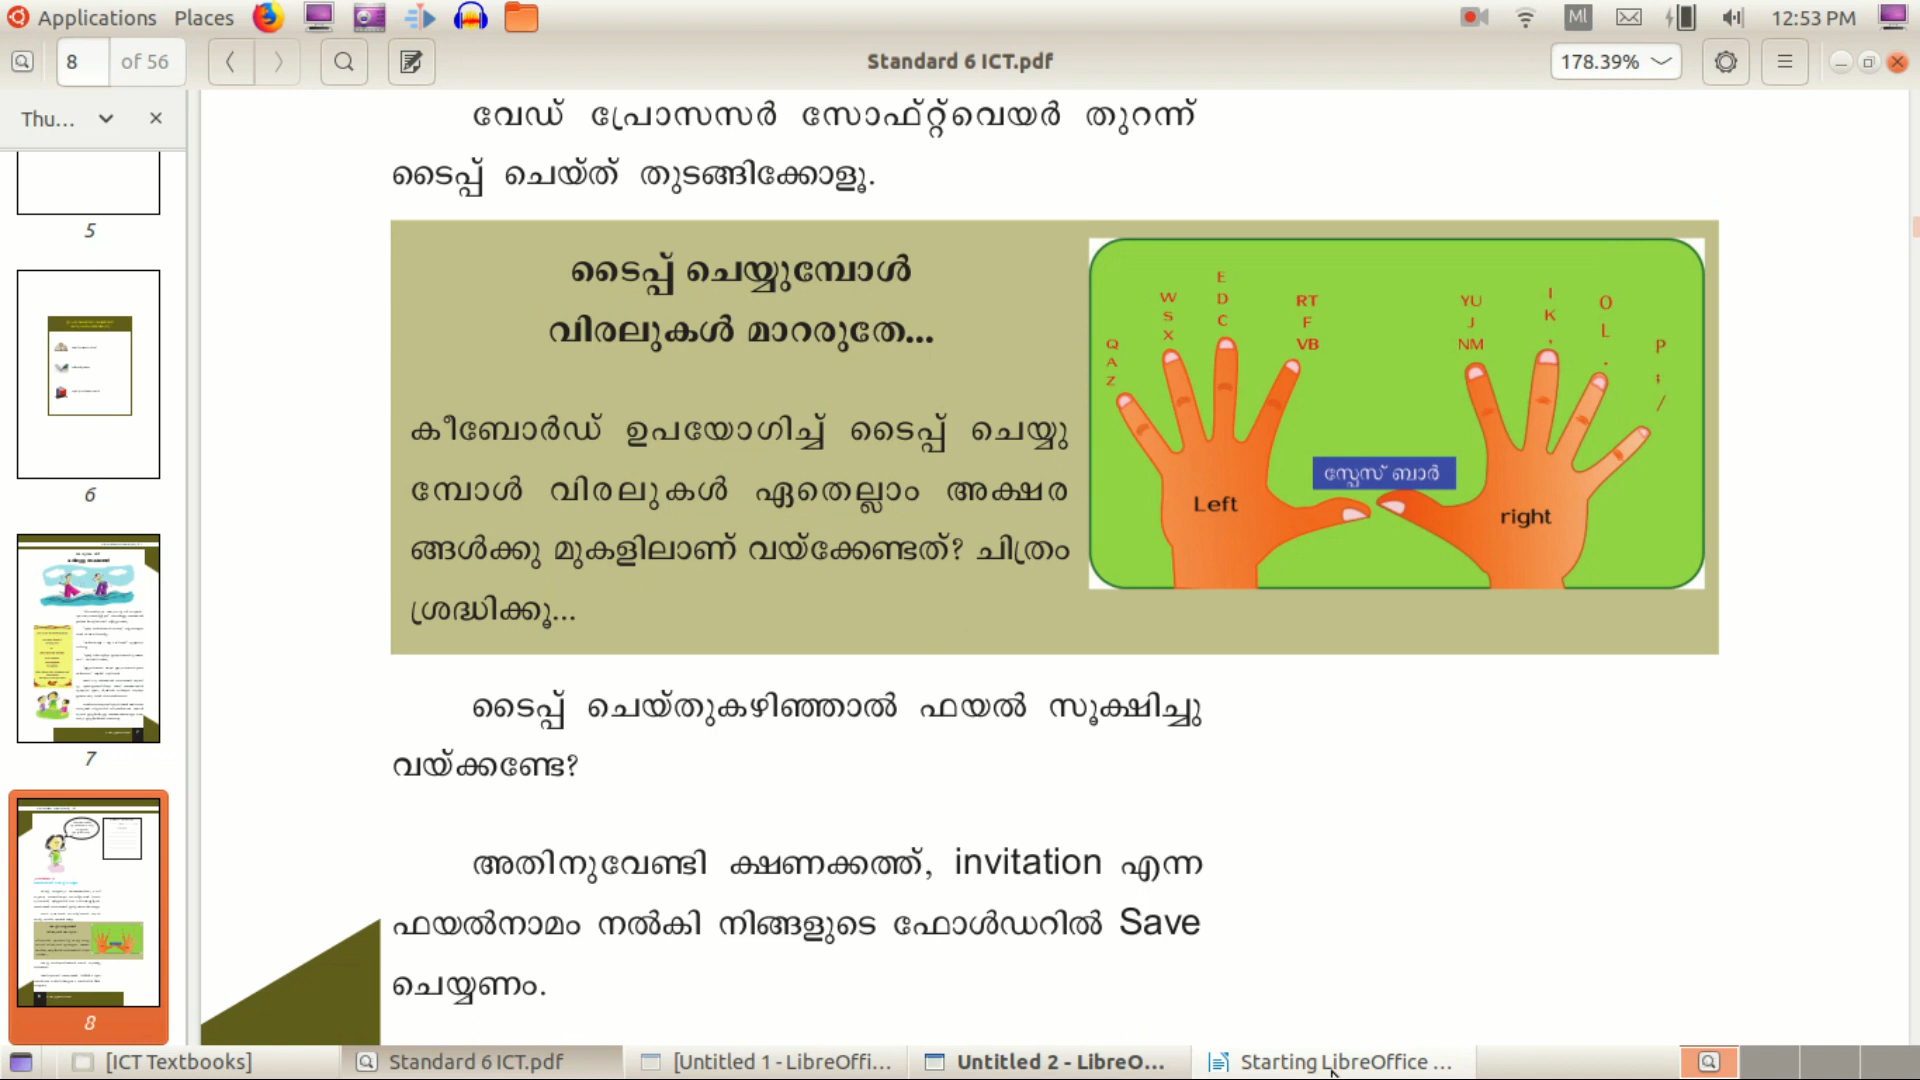 Applications Places
Ml 12:53 PM
8 of 56
Standard 6 ICT.pdf
178.39%
Thu...
5
6
7
8
വേഡ് പ്രോസസർ സോഫ്റ്റ്‌വെയർ തുറന്ന്
ടൈപ്പ് ചെയ്ത് തുടങ്ങിക്കോളൂ.
ടൈപ്പ് ചെയ്യുമ്പോൾ
വിരലുകൾ മാറരുതേ...
കീബോർഡ് ഉപയോഗിച്ച് ടൈപ്പ് ചെയ്യു
മ്പോൾ വിരലുകൾ ഏതെല്ലാം അക്ഷര
ങ്ങൾക്കു മുകളിലാണ് വയ്ക്കേണ്ടത്? ചിത്രം
ശ്രദ്ധിക്കൂ...
Q
A
Z
W
S
X
E
D
C
RT
F
VB
YU
J
NM
I
K
,
O
L
.
P
;
/
സ്പേസ് ബാർ
Left
right
ടൈപ്പ് ചെയ്തുകഴിഞ്ഞാൽ ഫയൽ സൂക്ഷിച്ചു
വയ്ക്കണ്ടേ?
അതിനുവേണ്ടി ക്ഷണക്കത്ത്, invitation എന്ന
ഫയൽനാമം നൽകി നിങ്ങളുടെ ഫോൾഡറിൽ Save
ചെയ്യണം.
[ICT Textbooks]
Standard 6 ICT.pdf
[Untitled 1 - LibreOffi...
Untitled 2 - LibreO...
Starting LibreOffice ...